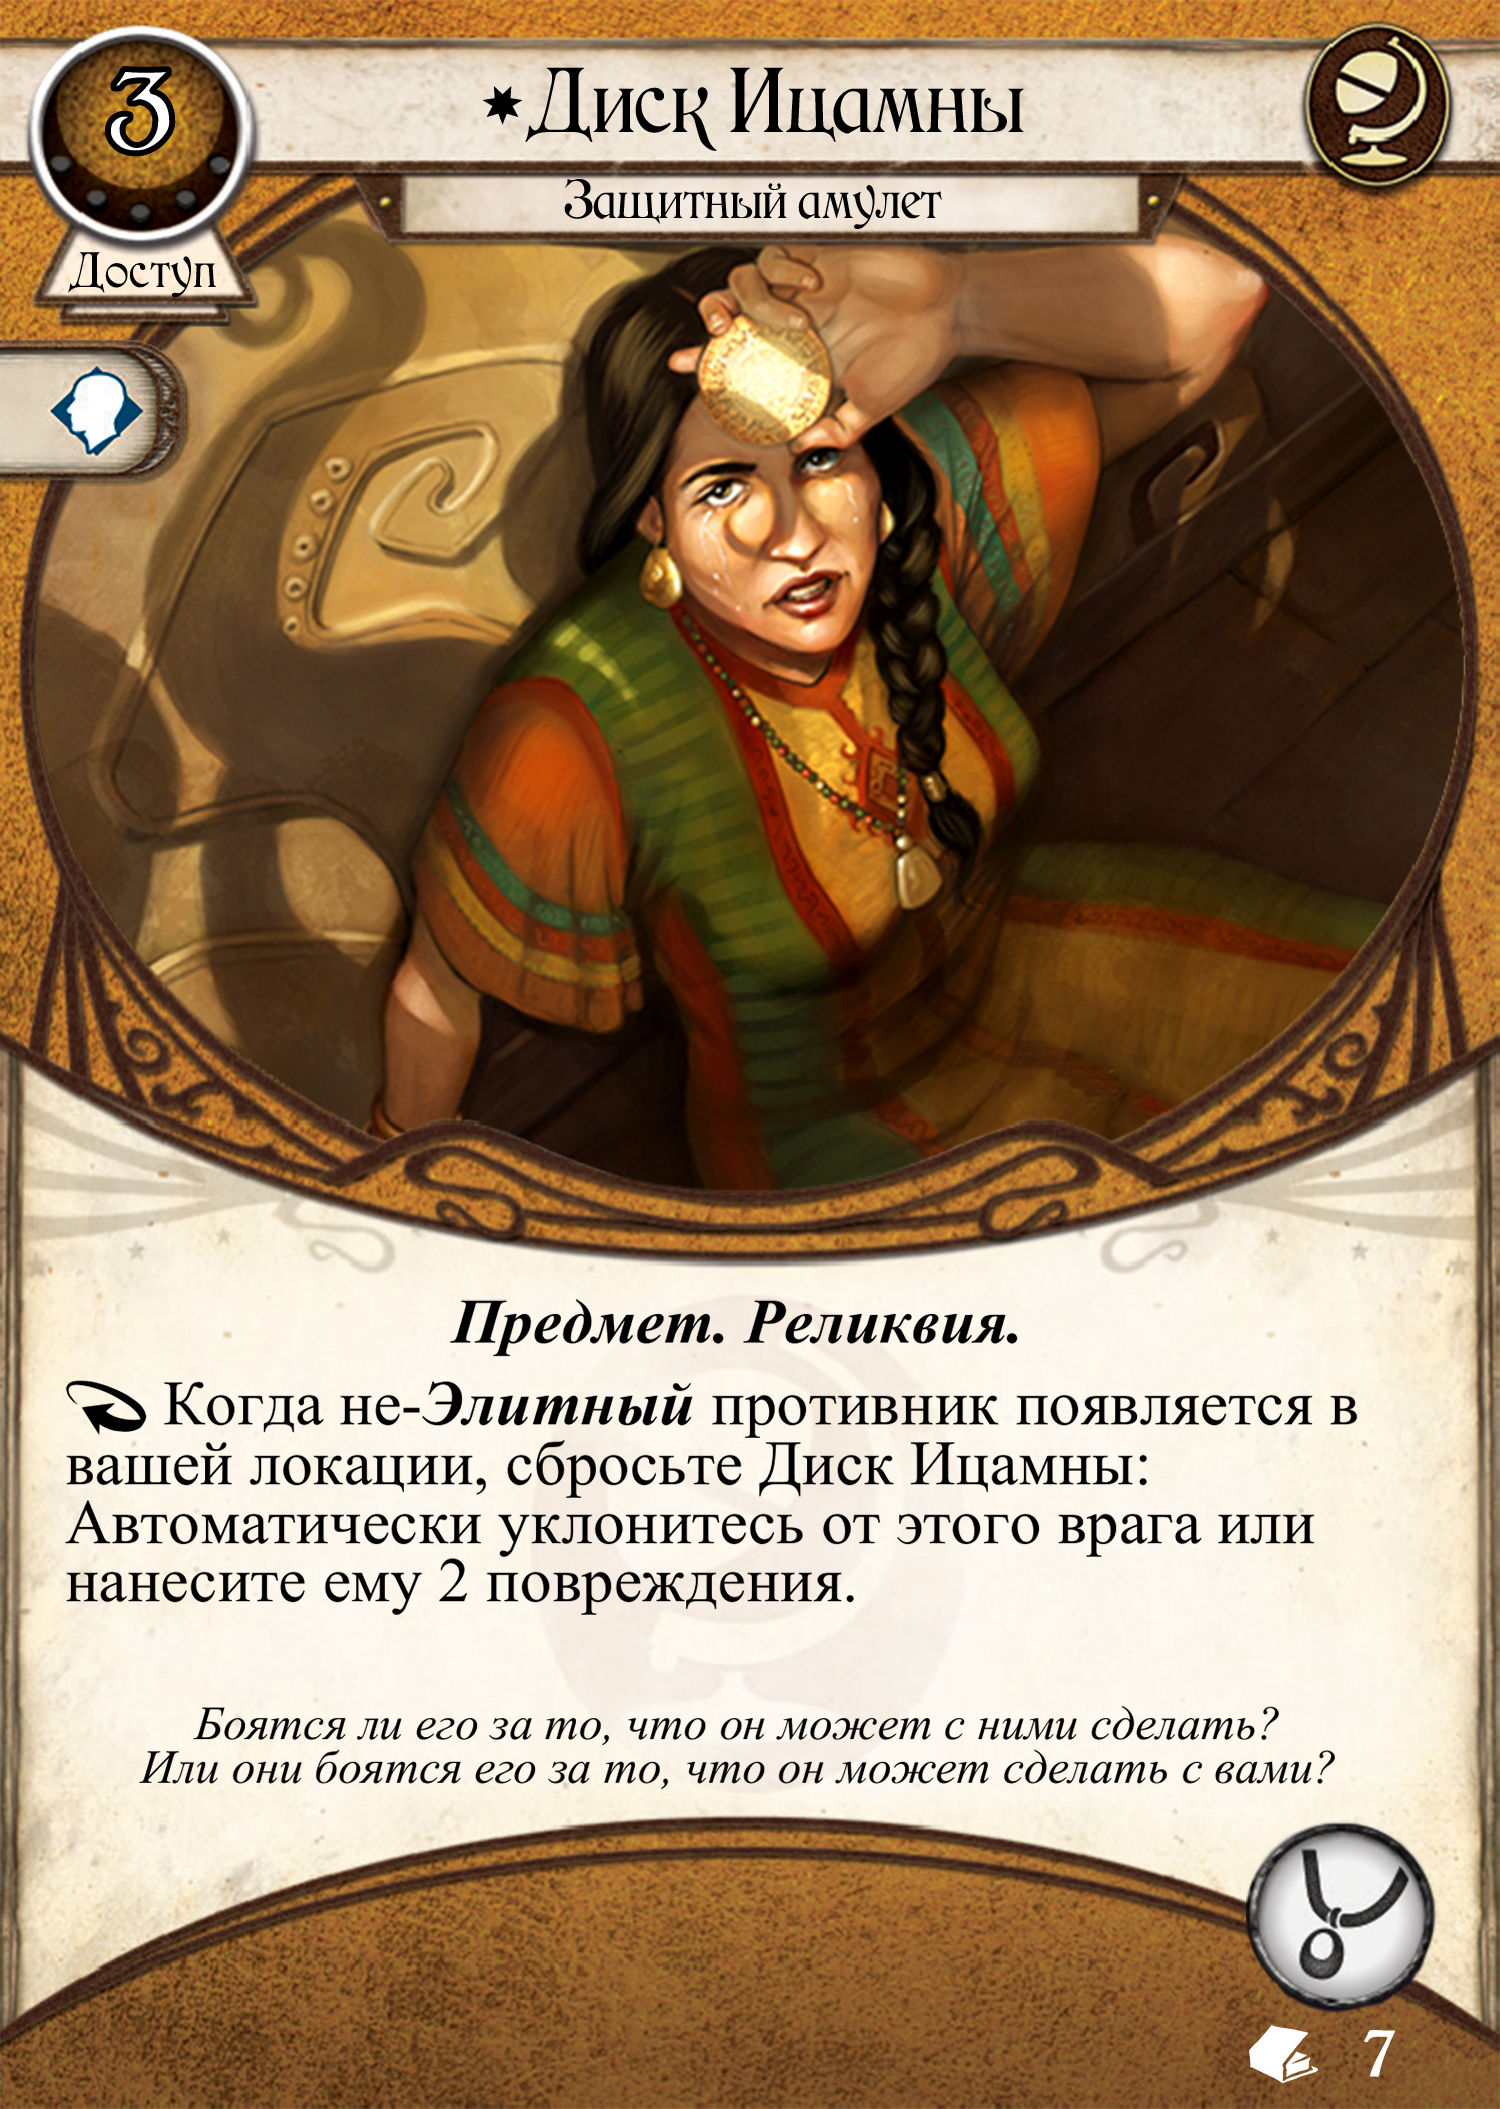 3
Диск Ицамны
Защитный амулет
Доступ
Предмет. Реликвия.
Когда не-Элитный противник появляется в
вашей локации, сбросьте Диск Ицамны:
Автоматически уклонитесь от этого врага или
нанесите ему 2 повреждения.
Боятся ли его за то, что он может с ними сделать?
Или они боятся его за то, что он может сделать с вами?
7